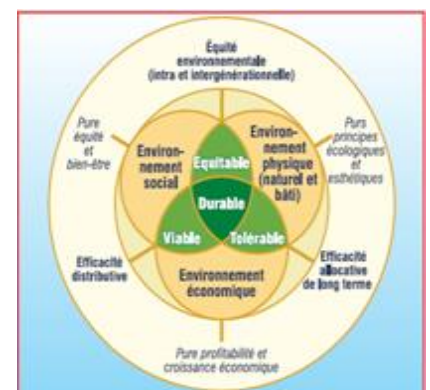 Équité
environnementale
(intra et intergénérationnelle)
Pure
équité
et
bien-être
Environ-
nement
social
Equitable
Environ-
nement
physique
(naturel et
bâti)
Purs
principes
écologiques
et
esthétiques
Durable
Viable
Tolérable
Efficacité
distributive
Environnement
économique
Efficacité
allocative
de long terme
Pure profitabilité et
croissance économique